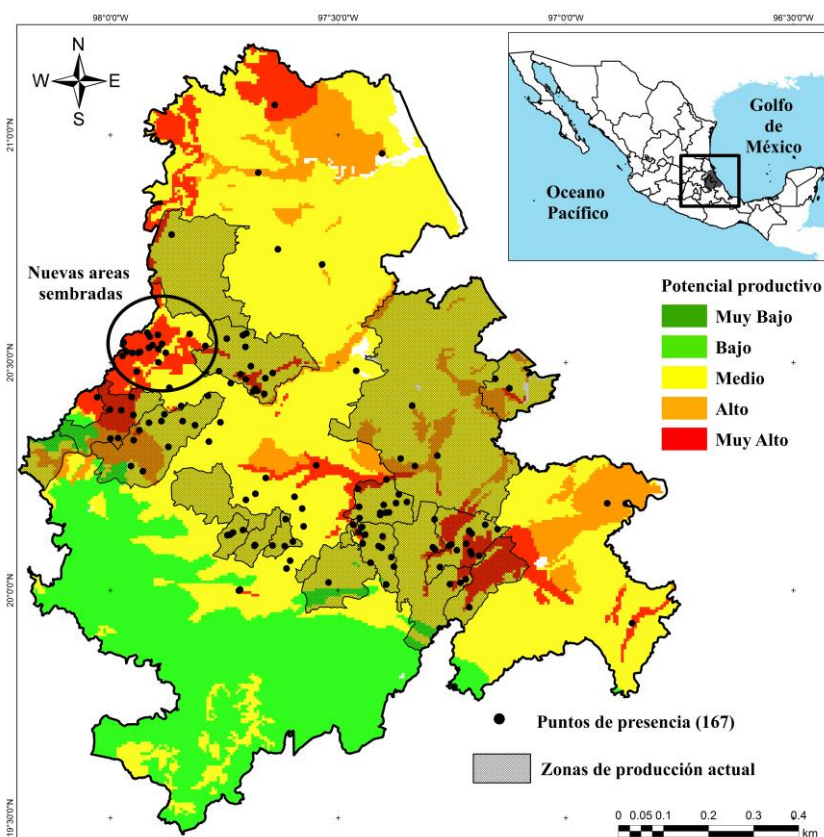 98°0'0"W 97°30'0"W 97°0'0"W 96°30'0"W
N
W E
S
21°0'0"N
20°30'0"N
20°0'0"N
19°30'0"N
Golfo
de
México
Oceano
Pacífico
Nuevas areas
sembradas
Potencial productivo
Muy Bajo
Bajo
Medio
Alto
Muy Alto
Puntos de presencia (167)
Zonas de producción actual
0 0.05 0.1 0.2 0.3 0.4
km